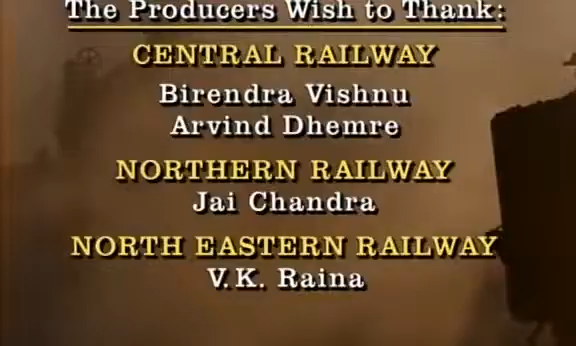 The Producers Wish to Thank:
CENTRAL RAILWAY
Birendra Vishnu
Arvind Dhemre
NORTHERN RAILWAY
Jai Chandra
NORTH EASTERN RAILWAY
V.K. Raina